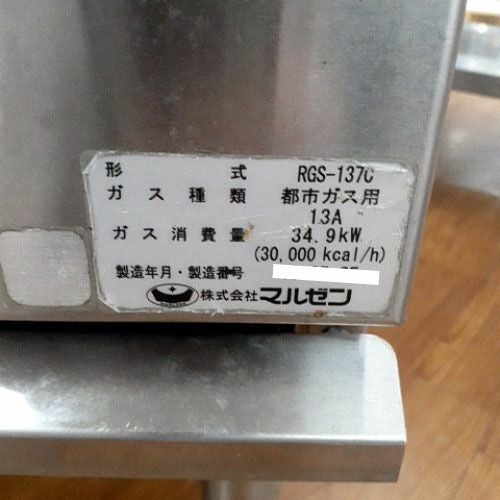 形式 RGS-137C
ガス種類 都市ガス用
13A
ガス消費量 34.9kW
(30,000 kcal/h)
製造年月・製造番号
株式会社 マルゼン